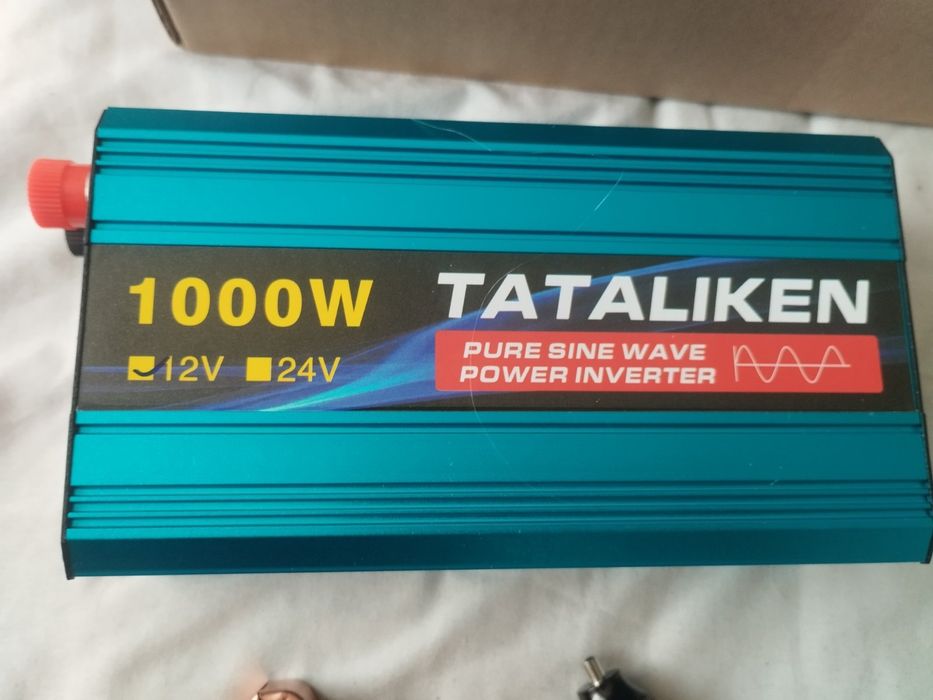 1000W
12V 24V
TATALIKEN
PURE SINE WAVE
POWER INVERTER